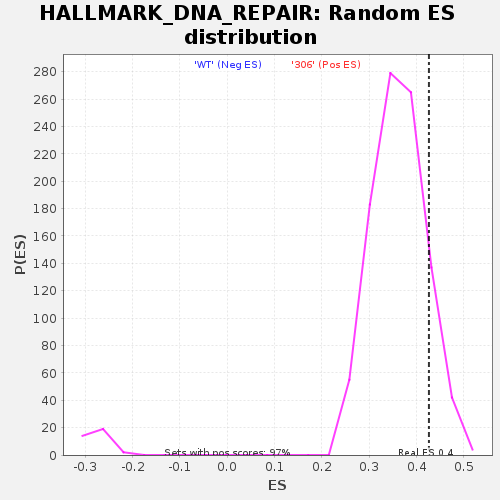 HALLMARK_DNA_REPAIR: Random ES
distribution
'WT' (Neg ES) '306' (Pos ES)
280
260
240
220
200
180
160
140
120
100
80
60
40
20
0
P(ES)
Sets with pos scores: 97%
Real ES 0.4
-0.3 -0.2 -0.1 0.0 0.1 0.2 0.3 0.4 0.5
ES